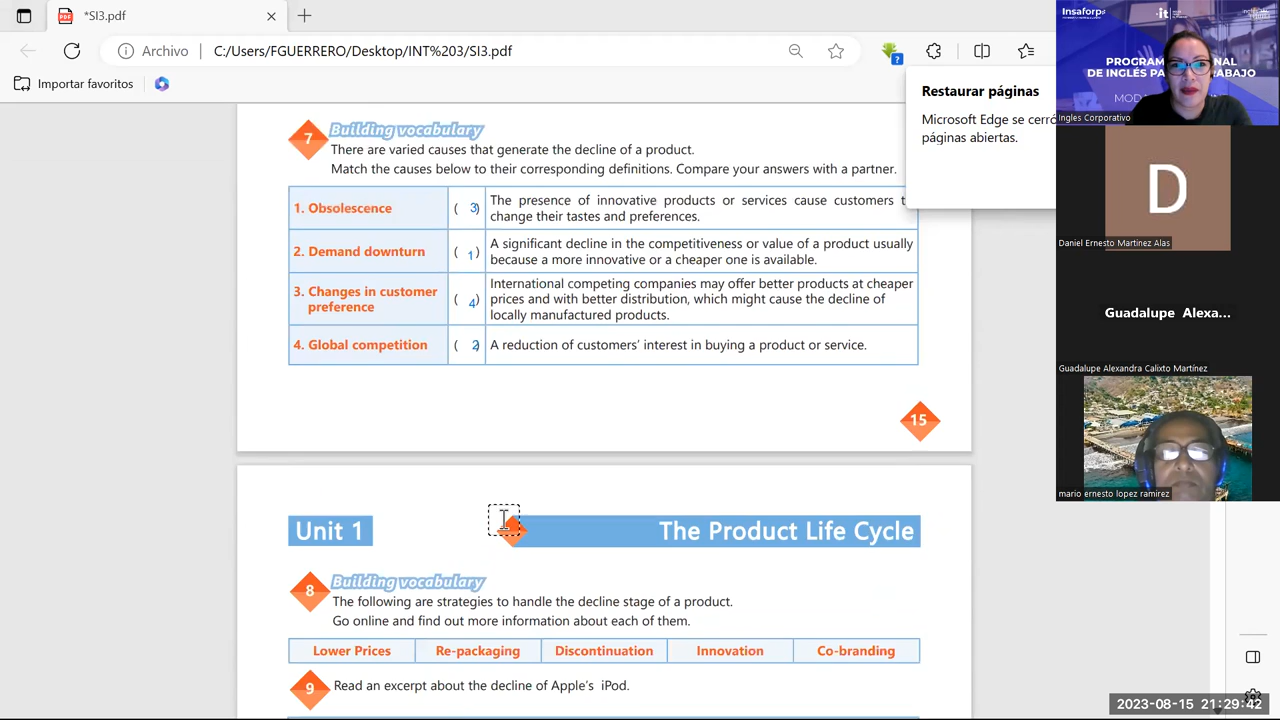 *SI3.pdf
Archivo
C:/Users/FGUERRERO/Desktop/INT%203/SI3.pdf
Importar favoritos
Restaurar páginas
Microsoft Edge se cerró
páginas abiertas.
7
Building vocabulary
There are varied causes that generate the decline of a product.
Match the causes below to their corresponding definitions. Compare your answers with a partner.
1. Obsolescence ( 3) The presence of innovative products or services cause customers
change their tastes and preferences.
2. Demand downturn ( 1) A significant decline in the competitiveness or value of a product usually
because a more innovative or a cheaper one is available.
3. Changes in customer
preference
( 4) International competing companies may offer better products at cheaper
prices and with better distribution, which might cause the decline of
locally manufactured products.
4. Global competition ( 2) A reduction of customers' interest in buying a product or service.
15
Unit 1
The Product Life Cycle
8
Building vocabulary
The following are strategies to handle the decline stage of a product.
Go online and find out more information about each of them.
Lower Prices Re-packaging Discontinuation Innovation Co-branding
9
Read an excerpt about the decline of Apple's iPod.
Insaforp
it
PROGRAM NAL
DE INGLÉS PA RABAJO
MOD
Ingles Corporativo
D
Daniel Ernesto Martinez Alas
Guadalupe Alexa...
Guadalupe Alexandra Calixto Martínez
mario ernesto lopez ramirez
2023-08-15 21:29:42